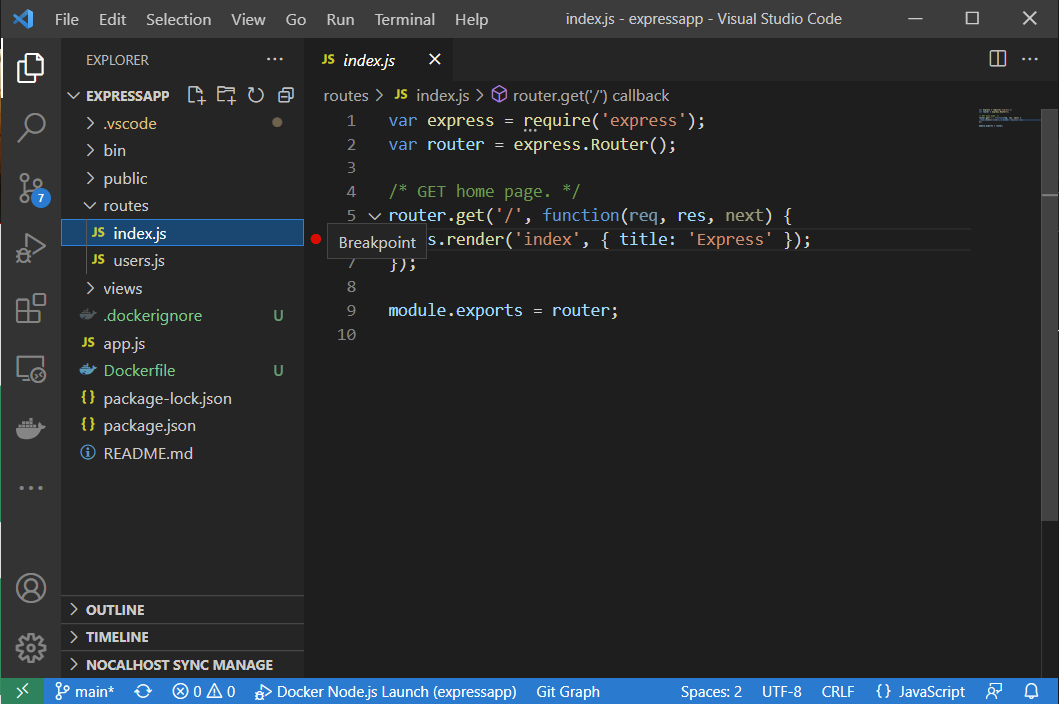 File Edit Selection View Go Run Terminal Help index.js - expressapp - Visual Studio Code
EXPLORER
EXPRESSAPP
.vscode
bin
public
routes
JS index.js
JS users.js
views
.dockerignore U
JS app.js
Dockerfile U
{} package-lock.json
{} package.json
README.md
OUTLINE
TIMELINE
NOCALHOST SYNC MANAGE
7
JS index.js
routes > JS index.js > router.get('/') callback
1 var express = require('express');
2 var router = express.Router();
3
4 /* GET home page. */
5 router.get('/', function(req, res, next) {
Breakpoint s.render('index', { title: 'Express' });
7 });
8
9 module.exports = router;
10
main* 0 0 Docker Node.js Launch (expressapp) Git Graph Spaces: 2 UTF-8 CRLF {} JavaScript